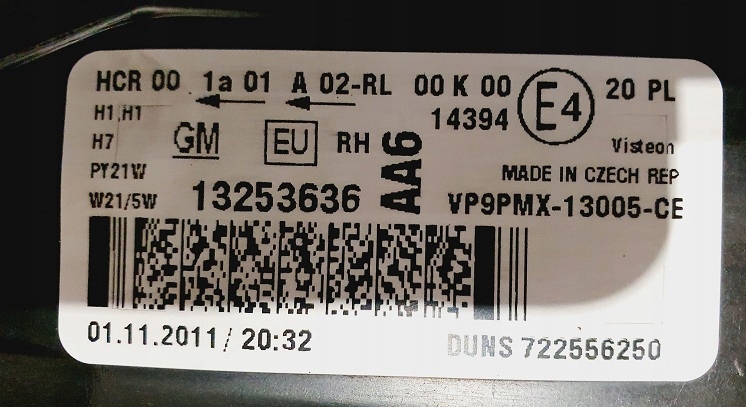 HCR 00 1a 01 A 02-RL 00 K 00 E4 20 PL
H1 H1 14394
H7 GM EU RH AA6 Visteon
PY21W MADE IN CZECH REP
W21/5W 13253636 VP9PMX-13005-CE
01.11.2011/ 20:32 DUNS 722556250